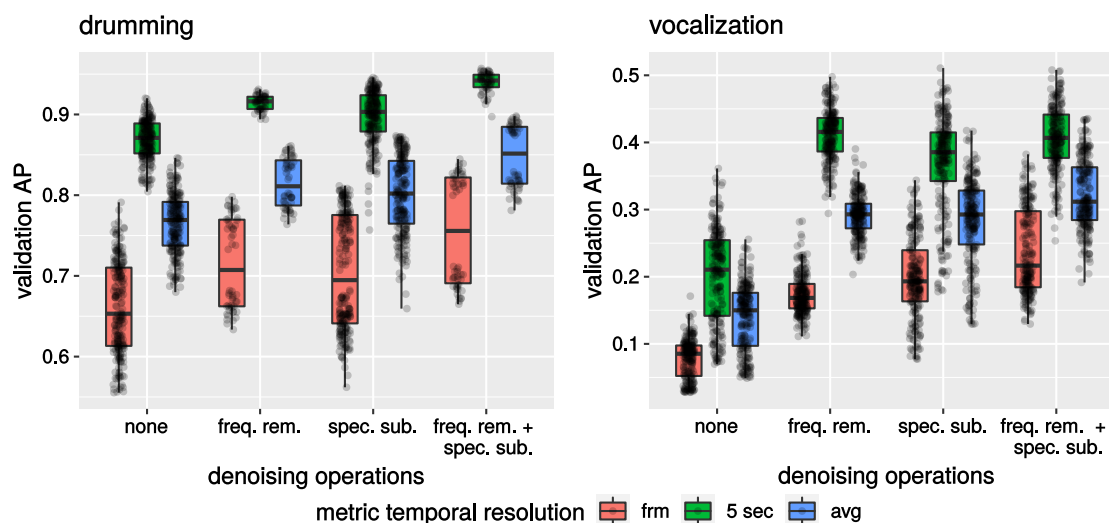 drumming
validation AP
0.9
0.8
0.7
0.6
none
freq. rem.
spec. sub.
freq. rem. +
spec. sub.
denoising operations
vocalization
validation AP
0.5
0.4
0.3
0.2
0.1
none
freq. rem.
spec. sub.
freq. rem. +
spec. sub.
denoising operations
metric temporal resolution frm 5 sec avg